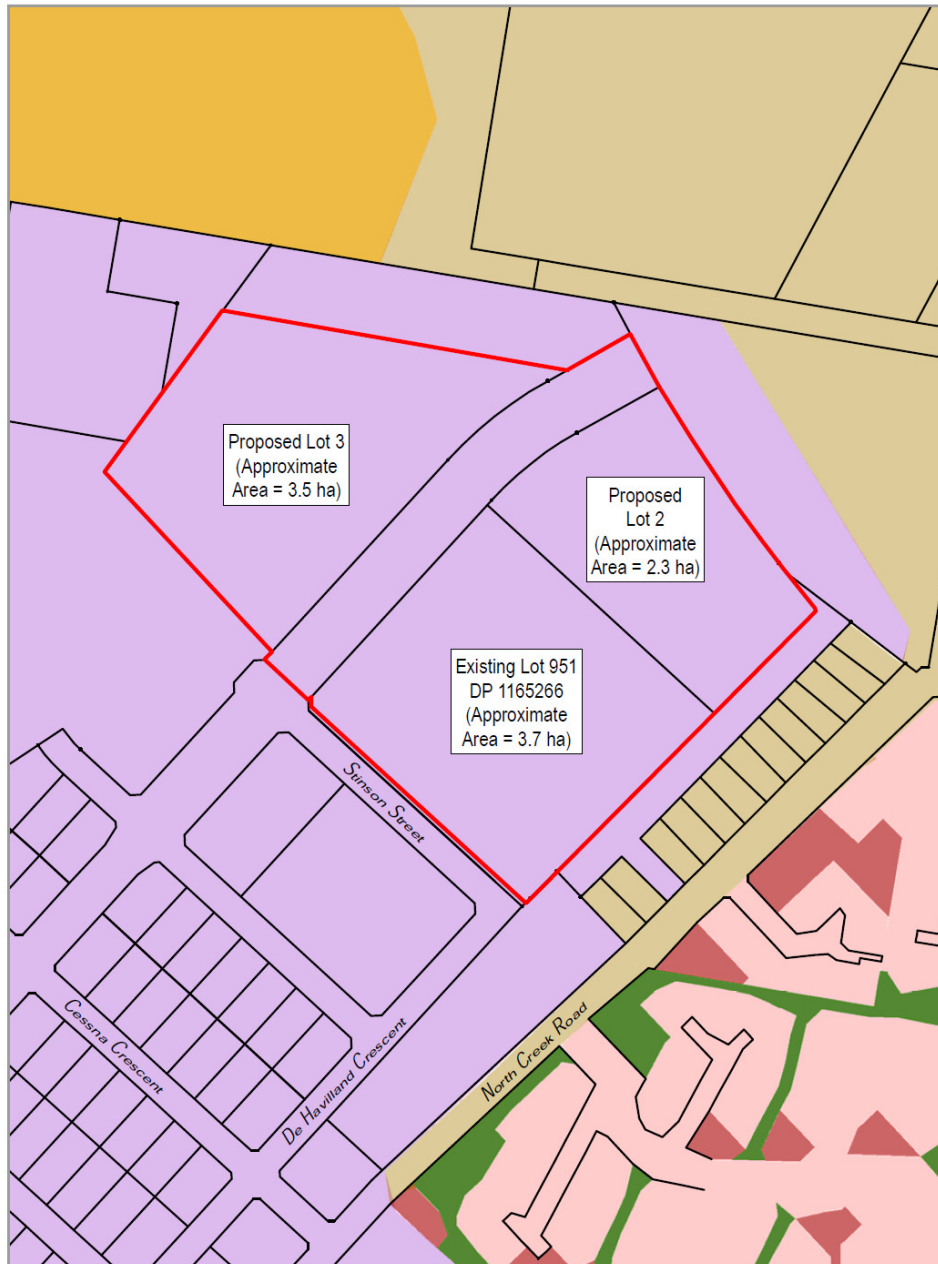 Proposed Lot 3
(Approximate
Area = 3.5 ha)
Proposed
Lot 2
(Approximate
Area = 2.3 ha)
Existing Lot 951
DP 1165266
(Approximate
Area = 3.7 ha)
Stinson Street
Cessna Crescent
De Havilland Crescent
North Creek Road